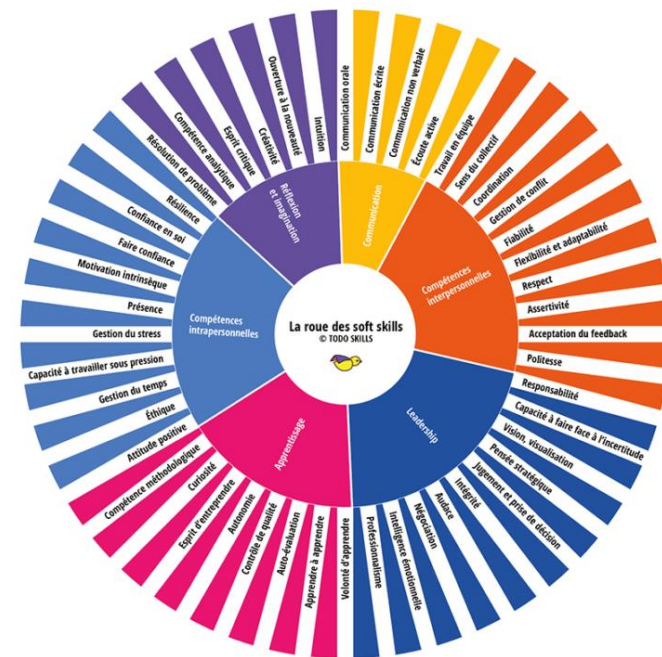 La roue des soft skills
© TODO SKILLS
Communication
Communication orale
Communication écrite
Communication non verbale
Écoute active
Compétences
interpersonnelles
Travail en équipe
Sens du collectif
Coordination
Gestion de conflit
Fiabilité
Flexibilité et adaptabilité
Respect
Assertivité
Acceptation du feedback
Politesse
Responsabilité
Leadership
Capacité à faire face à l'incertitude
Vision, visualisation
Pensée stratégique
Jugement et prise de décision
Intégrité
Audace
Négociation
Intelligence émotionnelle
Professionnalisme
Apprentissage
Volonté d'apprendre
Apprendre à apprendre
Auto-évaluation
Contrôle de qualité
Autonomie
Esprit d'entreprendre
Curiosité
Compétence méthodologique
Compétences
intrapersonnelles
Attitude positive
Éthique
Gestion du temps
Capacité à travailler sous pression
Gestion du stress
Présence
Motivation intrinsèque
Faire confiance
Confiance en soi
Résilience
Réflexion
et imagination
Résolution de problème
Compétence analytique
Esprit critique
Créativité
Ouverture à la nouveauté
Intuition